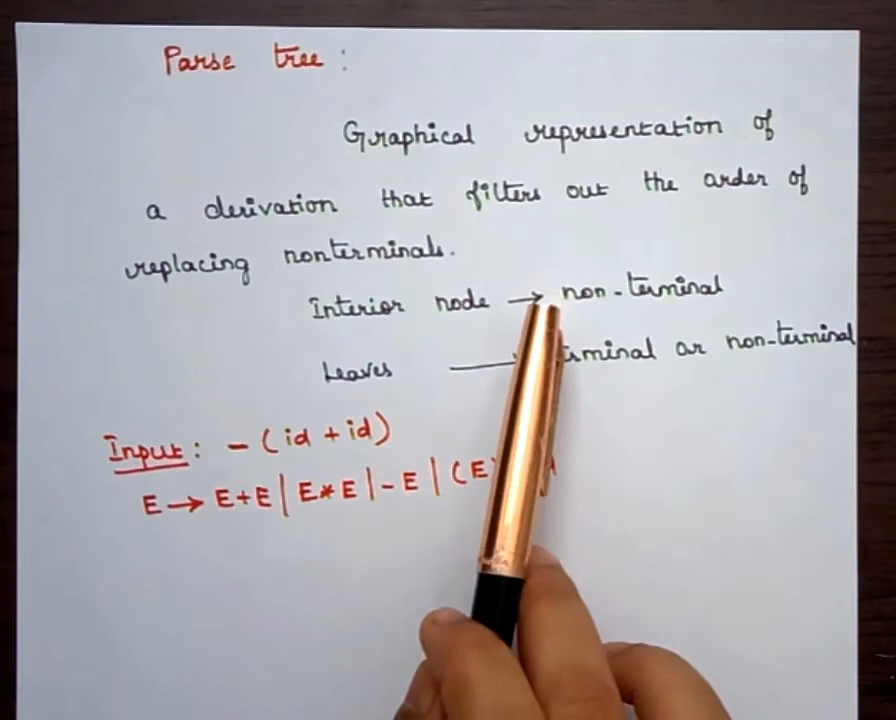 Parse tree :
Graphical representation of
a derivation that filters out the order of
replacing nonterminals.
Interior node → non-terminal
Leaves → terminal or non-terminal
Input : - (id + id)
E → E+E | E*E | -E | (E)